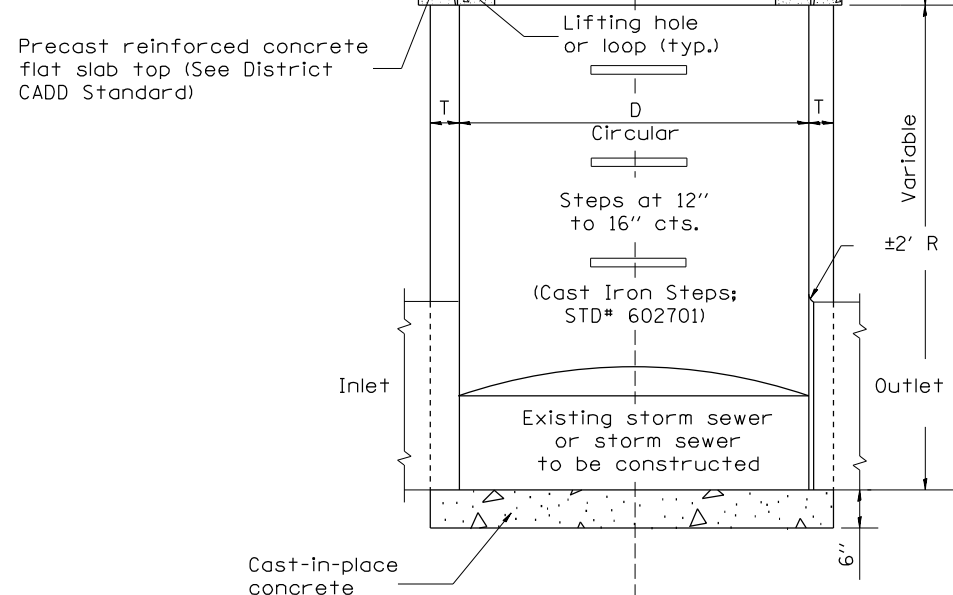 Lifting hole
or loop (typ.)
Precast reinforced concrete
flat slab top (See District
CADD Standard)
T
D
T
Circular
Variable
Steps at 12"
to 16" cts.
±2' R
(Cast Iron Steps;
STD# 602701)
Inlet
Outlet
Existing storm sewer
or storm sewer
to be constructed
6"
Cast-in-place
concrete